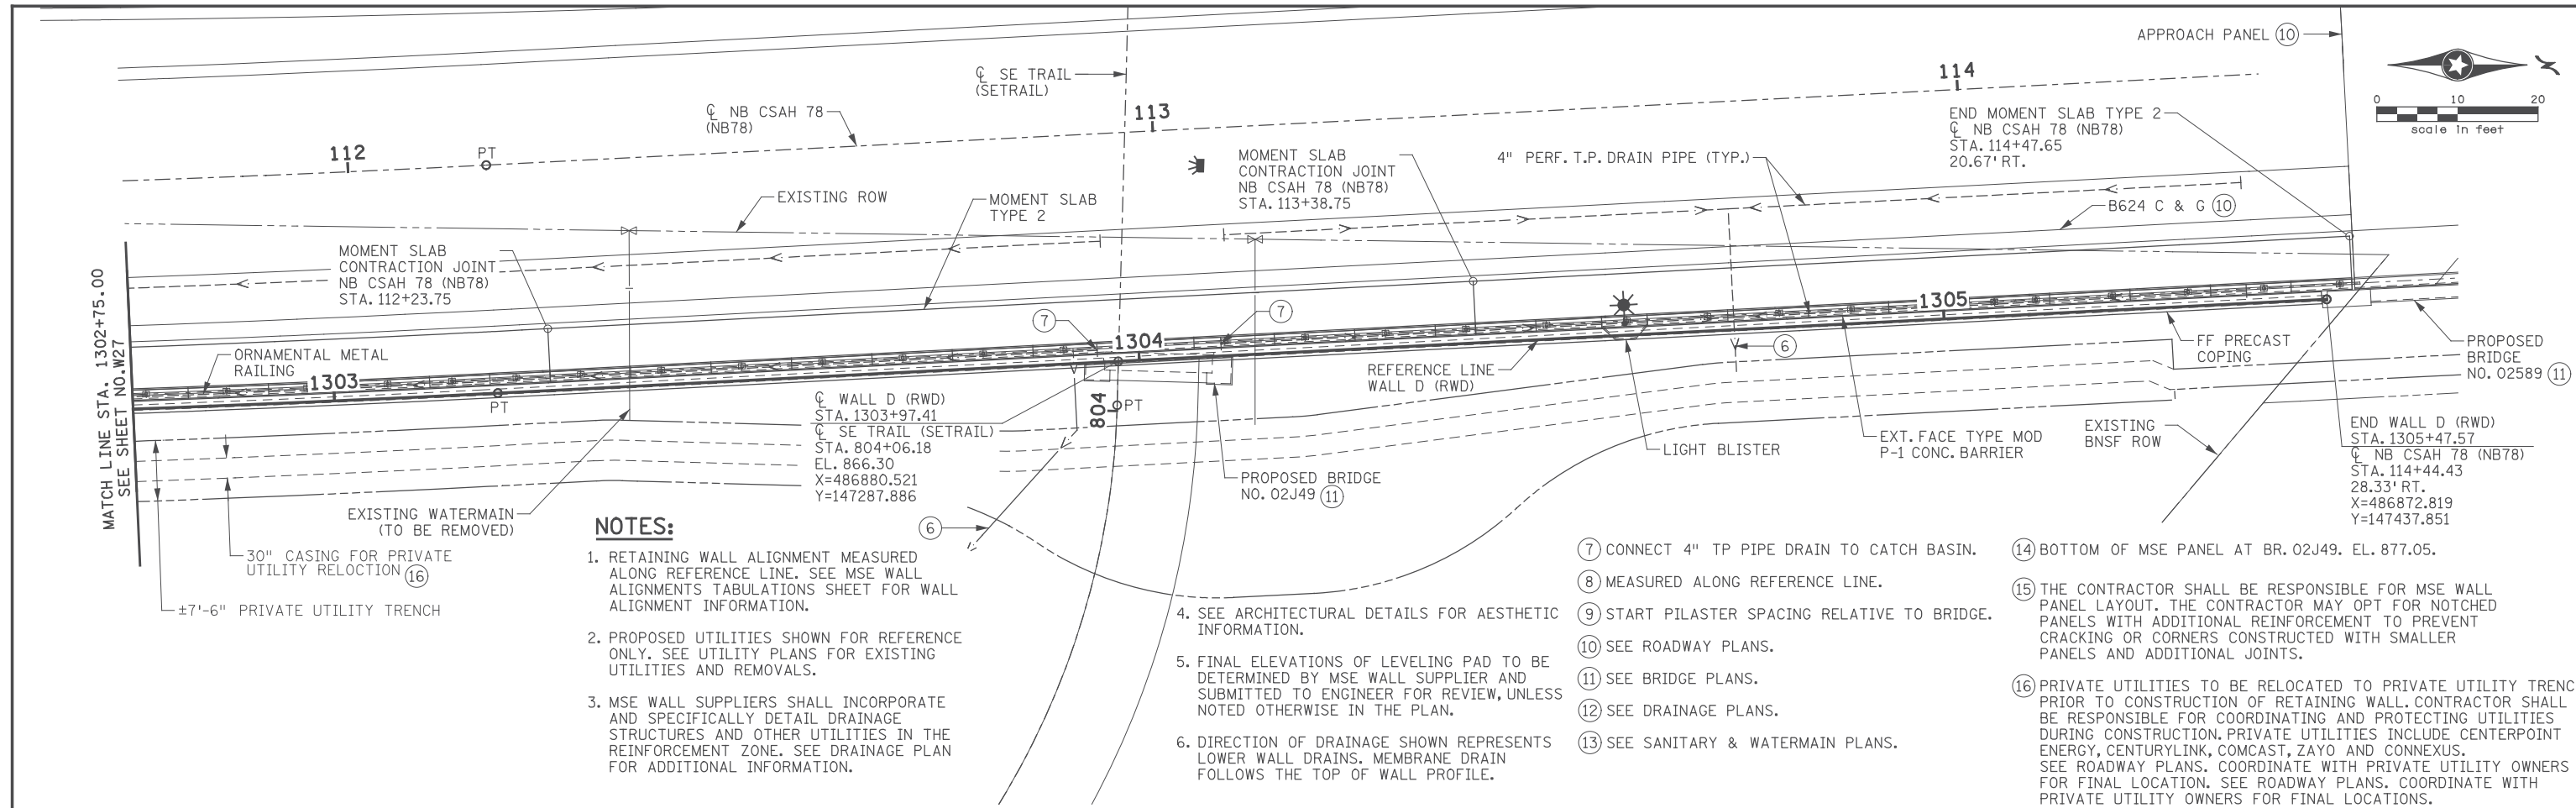 APPROACH PANEL (10)
0 10 20
scale in feet
℄ SE TRAIL
(SETRAIL)
℄ NB CSAH 78
(NB78)
112
PT
113
114
END MOMENT SLAB TYPE 2
℄ NB CSAH 78 (NB78)
STA. 114+47.65
20.67' RT.
MOMENT SLAB
CONTRACTION JOINT
NB CSAH 78 (NB78)
STA. 113+38.75
4" PERF. T.P. DRAIN PIPE (TYP.)
EXISTING ROW
MOMENT SLAB
TYPE 2
B624 C & G (10)
MOMENT SLAB
CONTRACTION JOINT
NB CSAH 78 (NB78)
STA. 112+23.75
MATCH LINE STA. 1302+75.00
SEE SHEET NO.W27
ORNAMENTAL METAL
RAILING
1303
PT
(7)
1304
(7)
1305
(6)
REFERENCE LINE
WALL D (RWD)
FF PRECAST
COPING
PROPOSED
BRIDGE
NO. 02589 (11)
℄ WALL D (RWD)
STA. 1303+97.41
℄ SE TRAIL (SETRAIL)
STA. 804+06.18
EL. 866.30
X=486880.521
Y=147287.886
804
PT
PROPOSED BRIDGE
NO. 02J49 (11)
LIGHT BLISTER
EXT. FACE TYPE MOD
P-1 CONC. BARRIER
EXISTING
BNSF ROW
END WALL D (RWD)
STA. 1305+47.57
℄ NB CSAH 78 (NB78)
STA. 114+44.43
28.33' RT.
X=486872.819
Y=147437.851
EXISTING WATERMAIN
(TO BE REMOVED)
30" CASING FOR PRIVATE
UTILITY RELOCTION (16)
±7'-6" PRIVATE UTILITY TRENCH
(6)
NOTES:
1. RETAINING WALL ALIGNMENT MEASURED
ALONG REFERENCE LINE. SEE MSE WALL
ALIGNMENTS TABULATIONS SHEET FOR WALL
ALIGNMENT INFORMATION.
2. PROPOSED UTILITIES SHOWN FOR REFERENCE
ONLY. SEE UTILITY PLANS FOR EXISTING
UTILITIES AND REMOVALS.
3. MSE WALL SUPPLIERS SHALL INCORPORATE
AND SPECIFICALLY DETAIL DRAINAGE
STRUCTURES AND OTHER UTILITIES IN THE
REINFORCEMENT ZONE. SEE DRAINAGE PLAN
FOR ADDITIONAL INFORMATION.
4. SEE ARCHITECTURAL DETAILS FOR AESTHETIC
INFORMATION.
5. FINAL ELEVATIONS OF LEVELING PAD TO BE
DETERMINED BY MSE WALL SUPPLIER AND
SUBMITTED TO ENGINEER FOR REVIEW, UNLESS
NOTED OTHERWISE IN THE PLAN.
6. DIRECTION OF DRAINAGE SHOWN REPRESENTS
LOWER WALL DRAINS. MEMBRANE DRAIN
FOLLOWS THE TOP OF WALL PROFILE.
(7) CONNECT 4" TP PIPE DRAIN TO CATCH BASIN.
(8) MEASURED ALONG REFERENCE LINE.
(9) START PILASTER SPACING RELATIVE TO BRIDGE.
(10) SEE ROADWAY PLANS.
(11) SEE BRIDGE PLANS.
(12) SEE DRAINAGE PLANS.
(13) SEE SANITARY & WATERMAIN PLANS.
(14) BOTTOM OF MSE PANEL AT BR. 02J49. EL. 877.05.
(15) THE CONTRACTOR SHALL BE RESPONSIBLE FOR MSE WALL
PANEL LAYOUT. THE CONTRACTOR MAY OPT FOR NOTCHED
PANELS WITH ADDITIONAL REINFORCEMENT TO PREVENT
CRACKING OR CORNERS CONSTRUCTED WITH SMALLER
PANELS AND ADDITIONAL JOINTS.
(16) PRIVATE UTILITIES TO BE RELOCATED TO PRIVATE UTILITY TRENC
PRIOR TO CONSTRUCTION OF RETAINING WALL. CONTRACTOR SHALL
BE RESPONSIBLE FOR COORDINATING AND PROTECTING UTILITIES
DURING CONSTRUCTION. PRIVATE UTILITIES INCLUDE CENTERPOINT
ENERGY, CENTURYLINK, COMCAST, ZAYO AND CONNEXUS.
SEE ROADWAY PLANS. COORDINATE WITH PRIVATE UTILITY OWNERS
FOR FINAL LOCATION. SEE ROADWAY PLANS. COORDINATE WITH
PRIVATE UTILITY OWNERS FOR FINAL LOCATIONS.